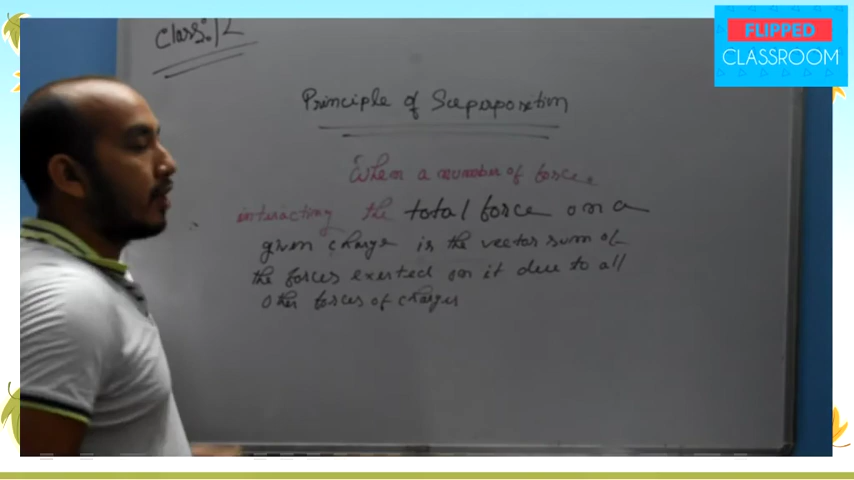 Class: 12
FLIPPED
CLASSROOM
Principle of Superposition
When a number of force
interacting the total force on a
given charge is the vector sum of
the forces exerted on it due to all
other forces of charges